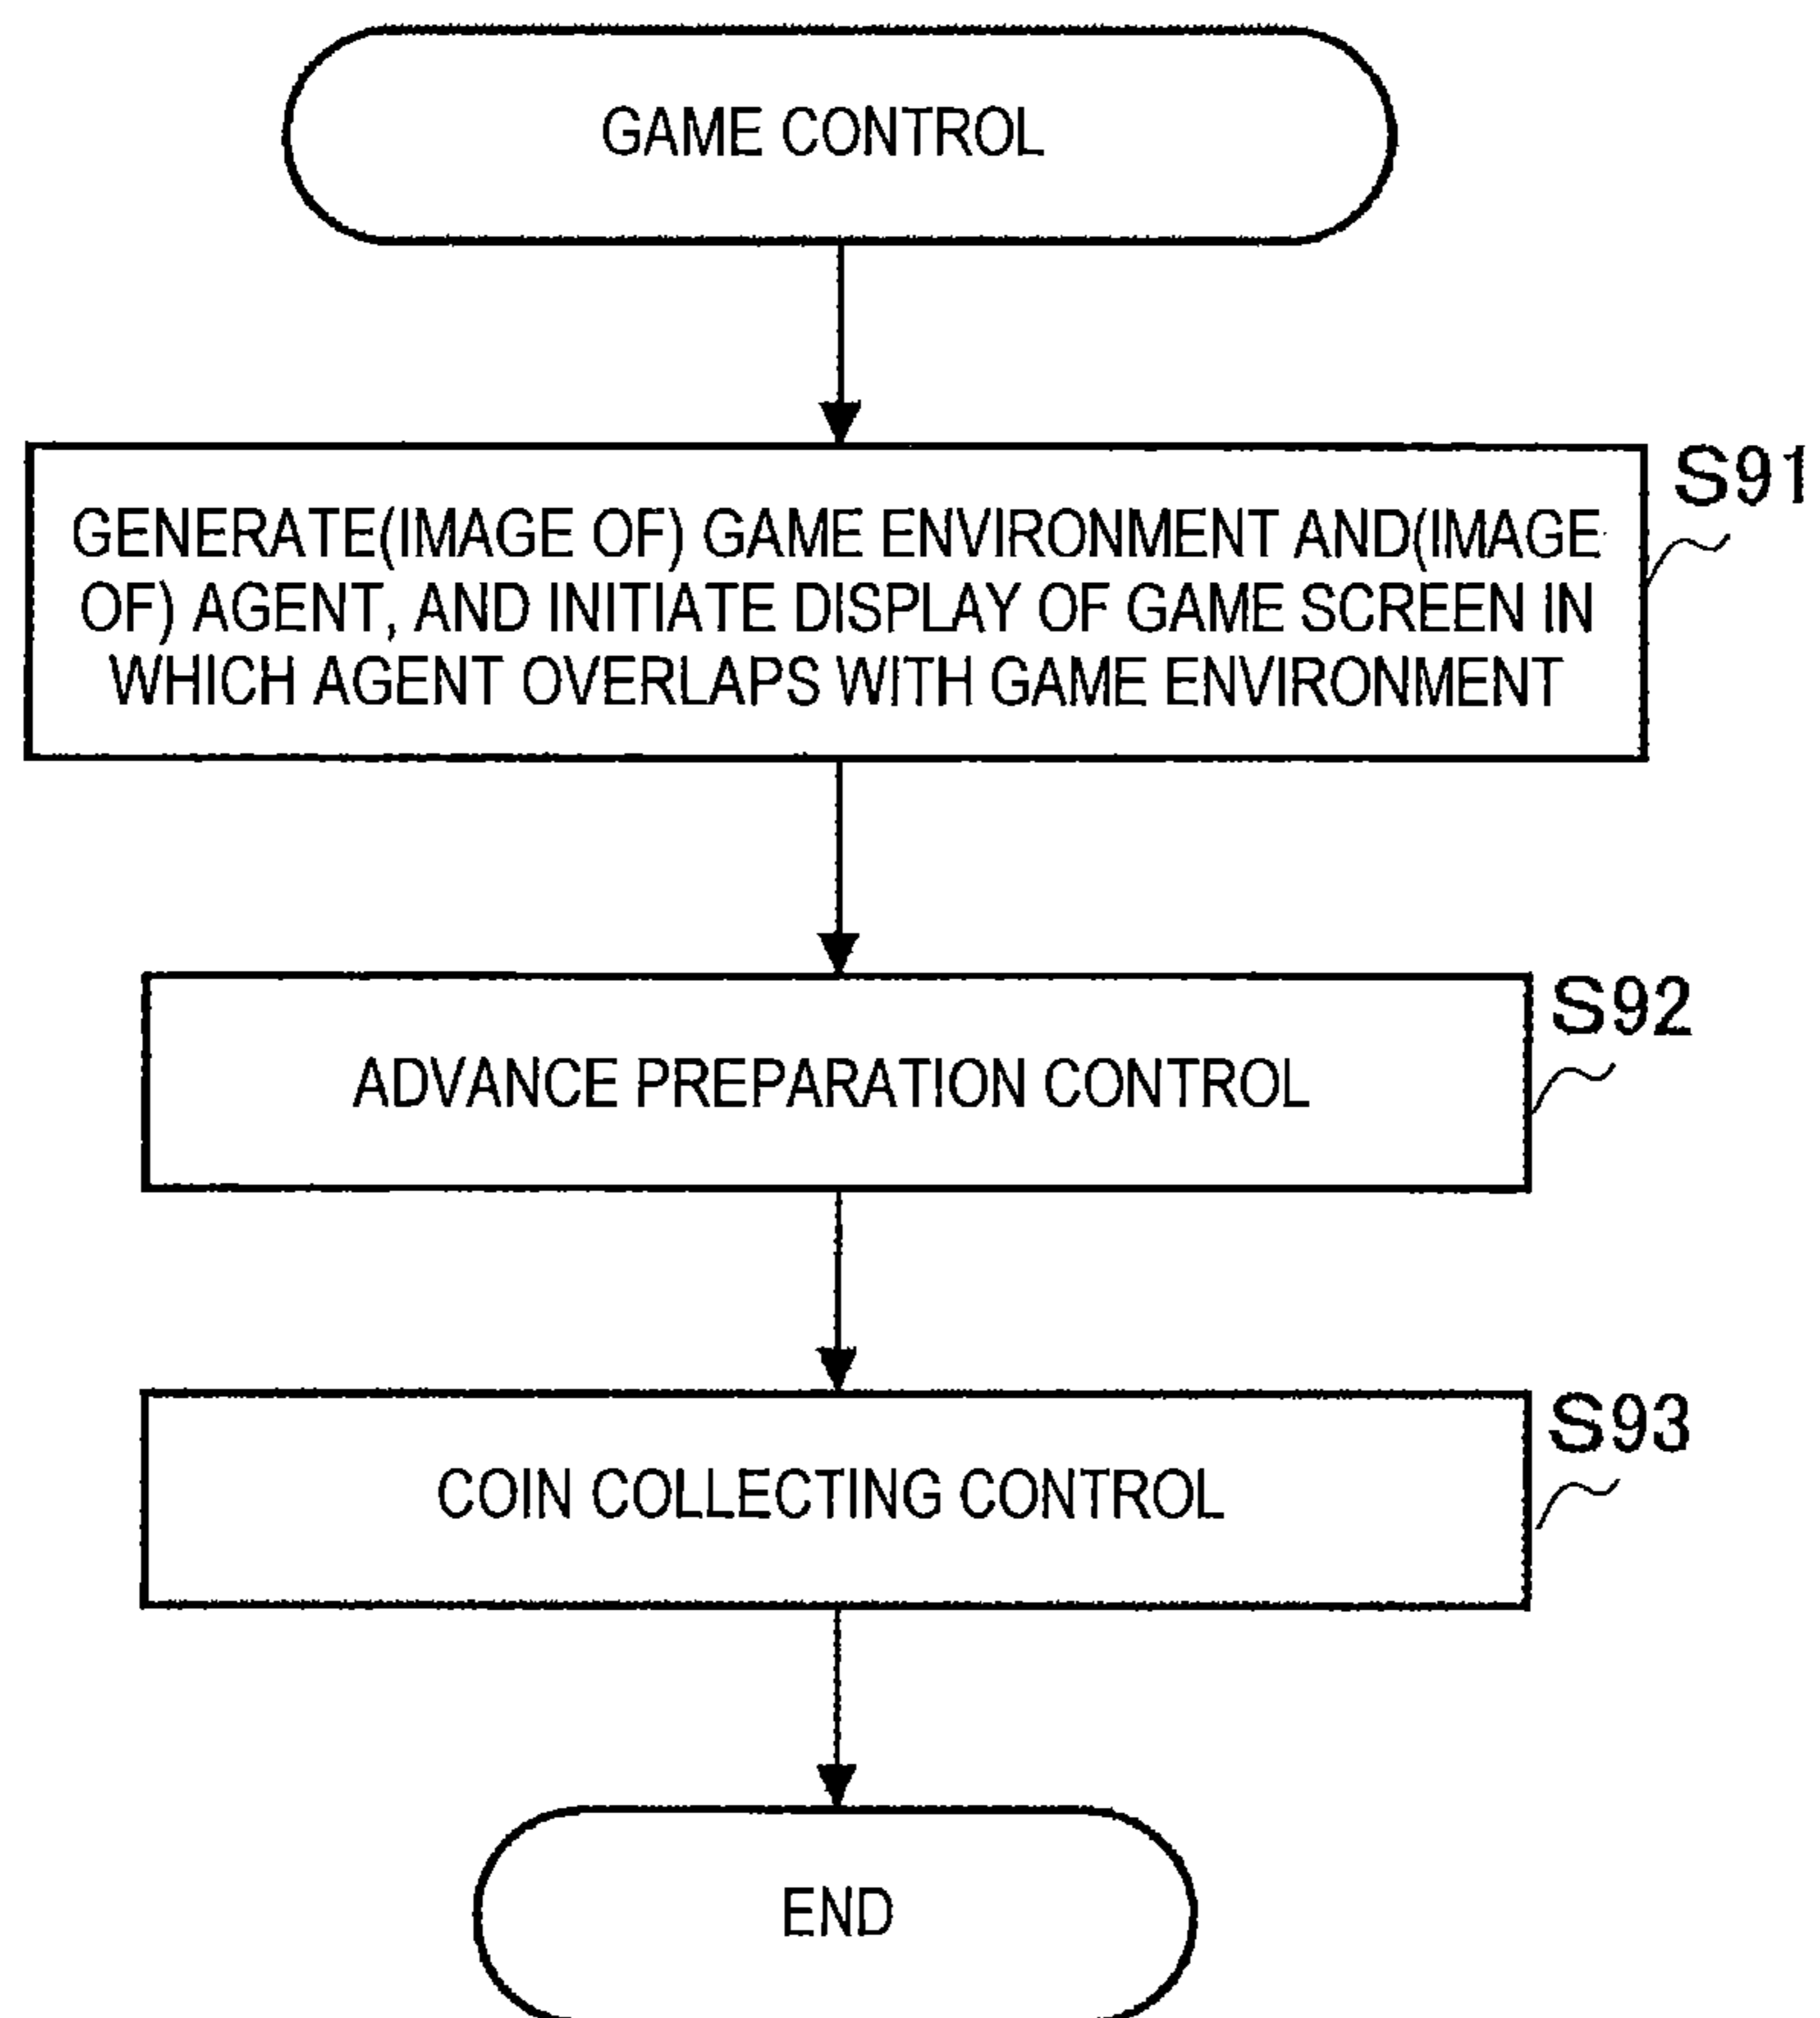 GAME CONTROL
S91
GENERATE(IMAGE OF) GAME ENVIRONMENT AND(IMAGE
OF) AGENT, AND INITIATE DISPLAY OF GAME SCREEN IN
WHICH AGENT OVERLAPS WITH GAME ENVIRONMENT
S92
ADVANCE PREPARATION CONTROL
S93
COIN COLLECTING CONTROL
END